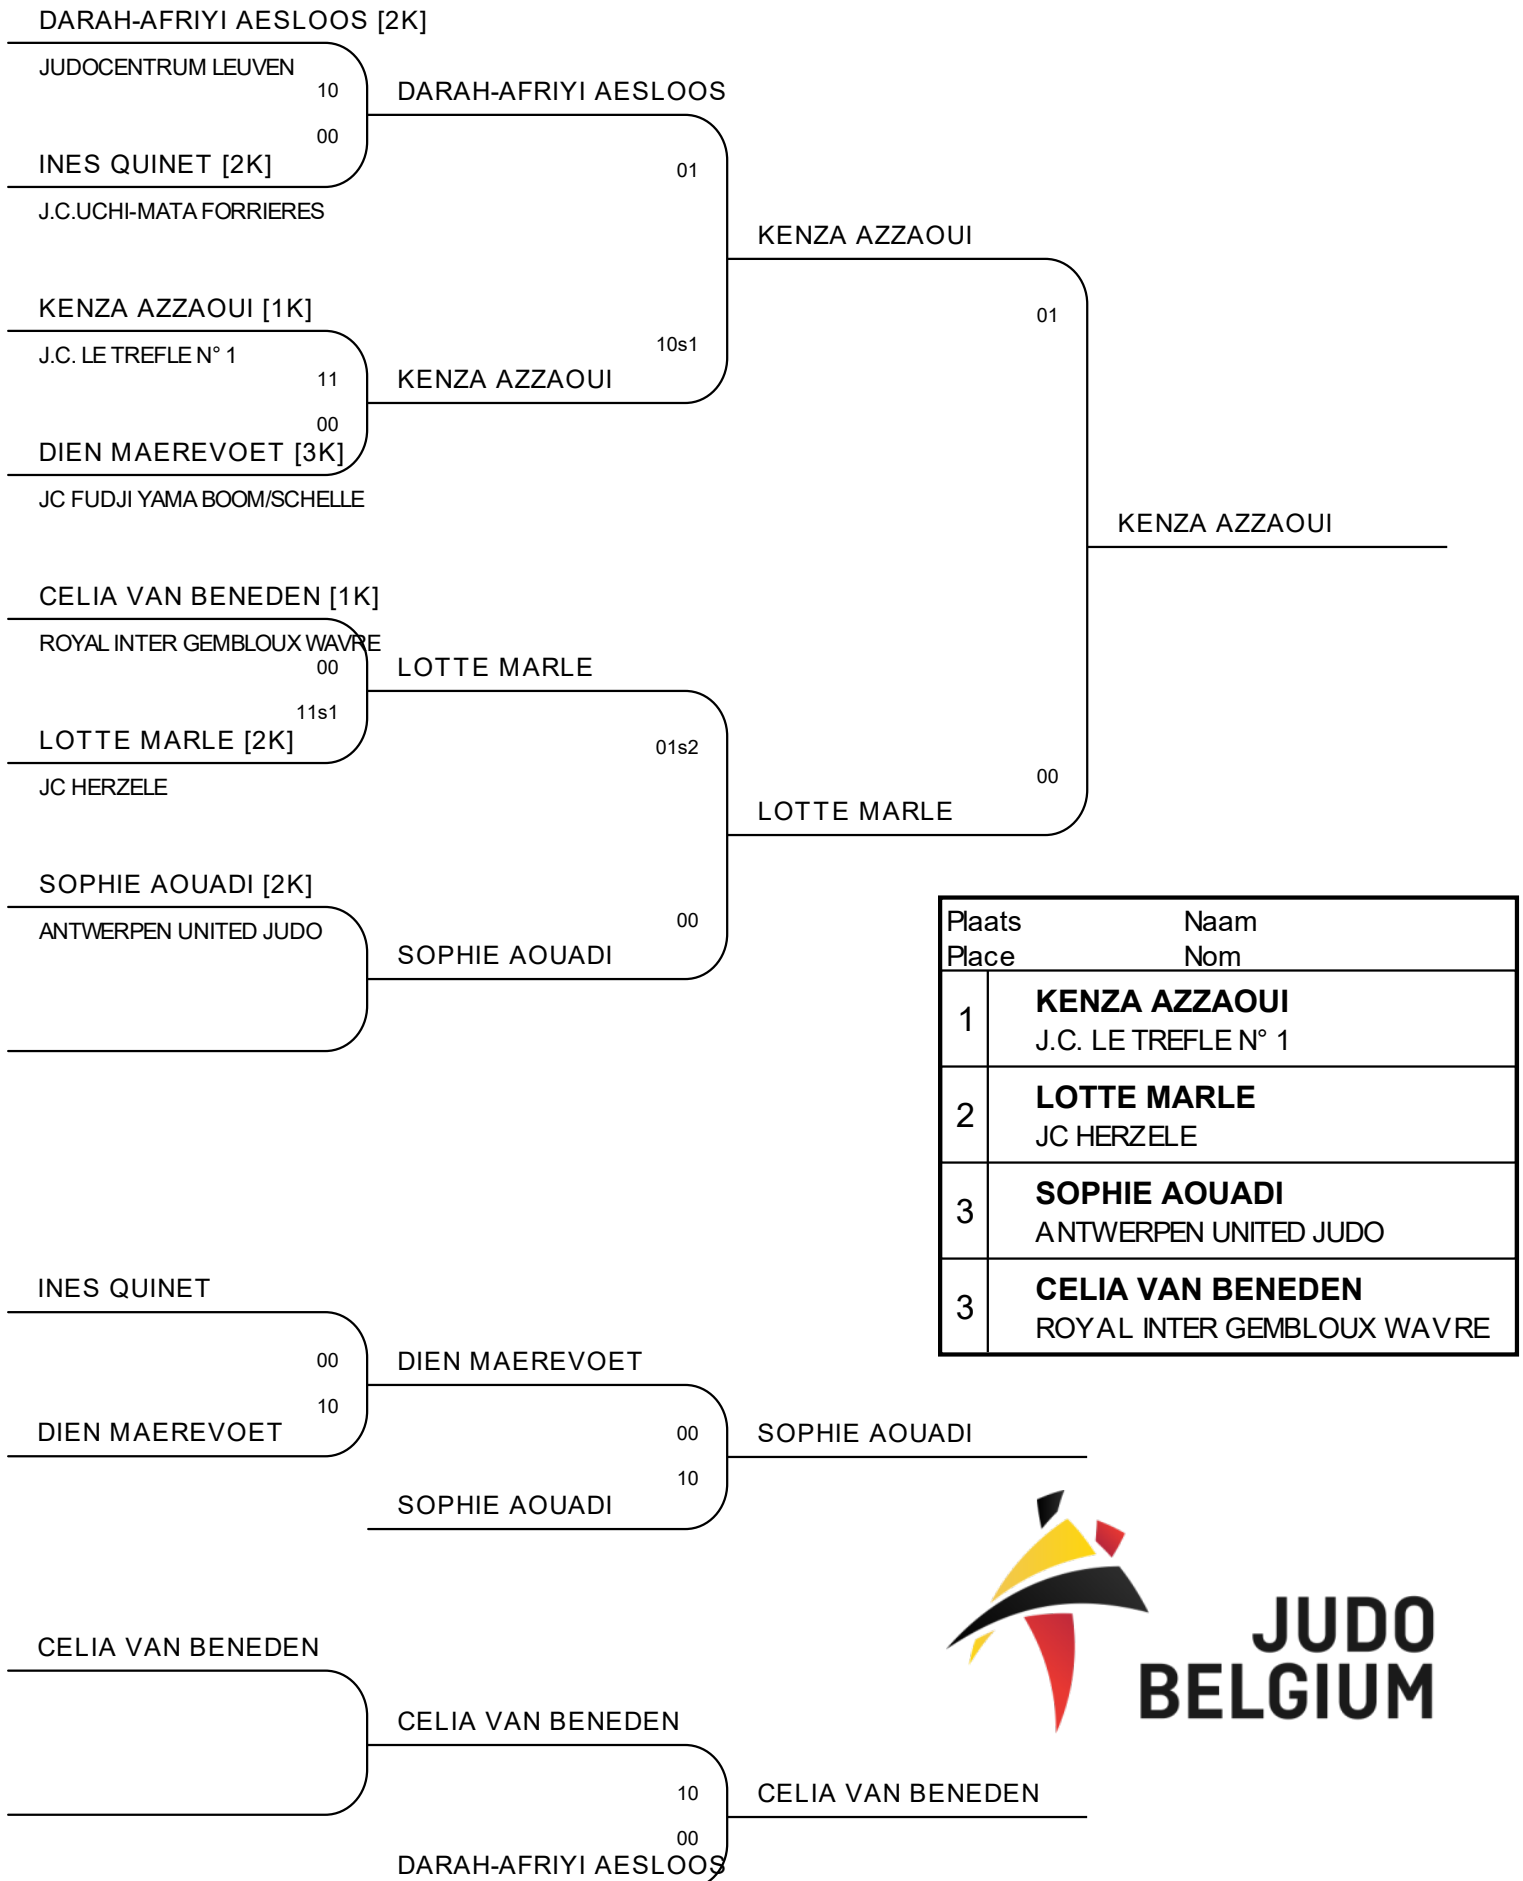 DARAH-AFRIYI AESLOOS [2K]
JUDOCENTRUM LEUVEN
10
DARAH-AFRIYI AESLOOS
00
INES QUINET [2K]
01
J.C.UCHI-MATA FORRIERES
KENZA AZZAOUI
KENZA AZZAOUI [1K]
01
J.C. LE TREFLE N° 1
10s1
11
KENZA AZZAOUI
00
DIEN MAEREVOET [3K]
JC FUDJI YAMA BOOM/SCHELLE
KENZA AZZAOUI
CELIA VAN BENEDEN [1K]
ROYAL INTER GEMBLOUX WAVRE
00
LOTTE MARLE
11s1
LOTTE MARLE [2K]
01s2
JC HERZELE
00
LOTTE MARLE
SOPHIE AOUADI [2K]
ANTWERPEN UNITED JUDO
00
SOPHIE AOUADI
Plaats Naam
Place Nom
1 KENZA AZZAOUI
J.C. LE TREFLE N° 1
2 LOTTE MARLE
JC HERZELE
3 SOPHIE AOUADI
ANTWERPEN UNITED JUDO
3 CELIA VAN BENEDEN
ROYAL INTER GEMBLOUX WAVRE
INES QUINET
00
DIEN MAEREVOET
10
DIEN MAEREVOET
00
SOPHIE AOUADI
10
SOPHIE AOUADI
JUDO
BELGIUM
CELIA VAN BENEDEN
CELIA VAN BENEDEN
10
CELIA VAN BENEDEN
00
DARAH-AFRIYI AESLOOS